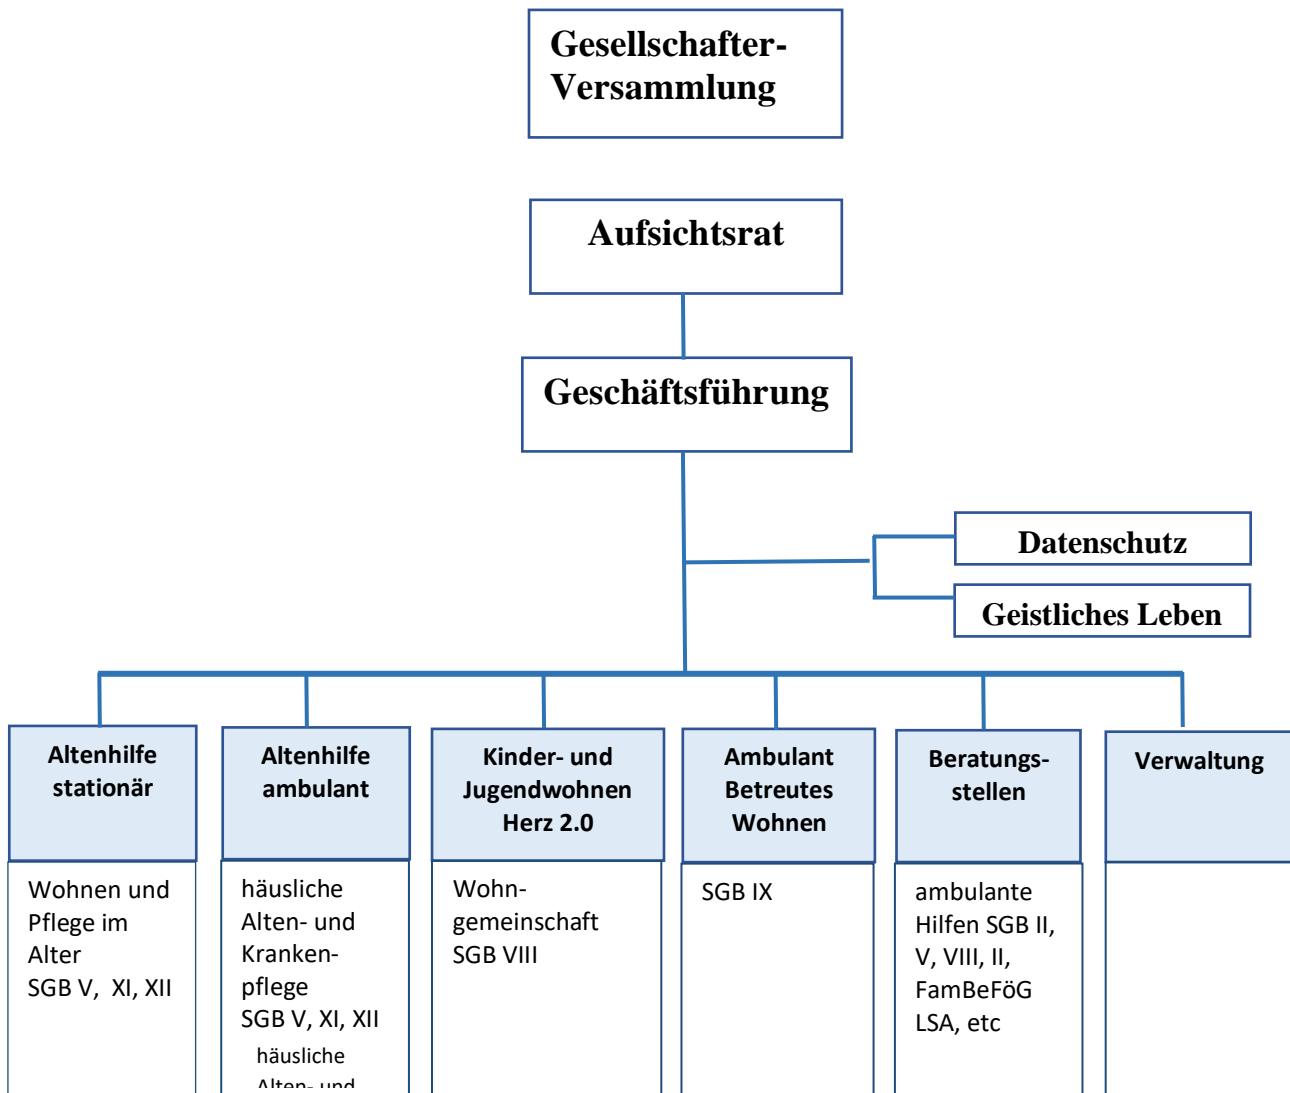 Gesellschafter-
Versammlung
Aufsichtsrat
Geschäftsführung
Datenschutz
Geistliches Leben
Altenhilfe
stationär
Altenhilfe
ambulant
Kinder- und
Jugendwohnen
Herz 2.0
Ambulant
Betreutes
Wohnen
Beratungs-
stellen
Verwaltung
Wohnen und
Pflege im
Alter
SGB V,  XI, XII
häusliche
Alten- und
Kranken-
pflege
SGB V, XI, XII
häusliche
Alten- und
Wohn-
gemeinschaft
SGB VIII
SGB IX
ambulante
Hilfen SGB II,
V, VIII, II,
FamBeFöG
LSA, etc